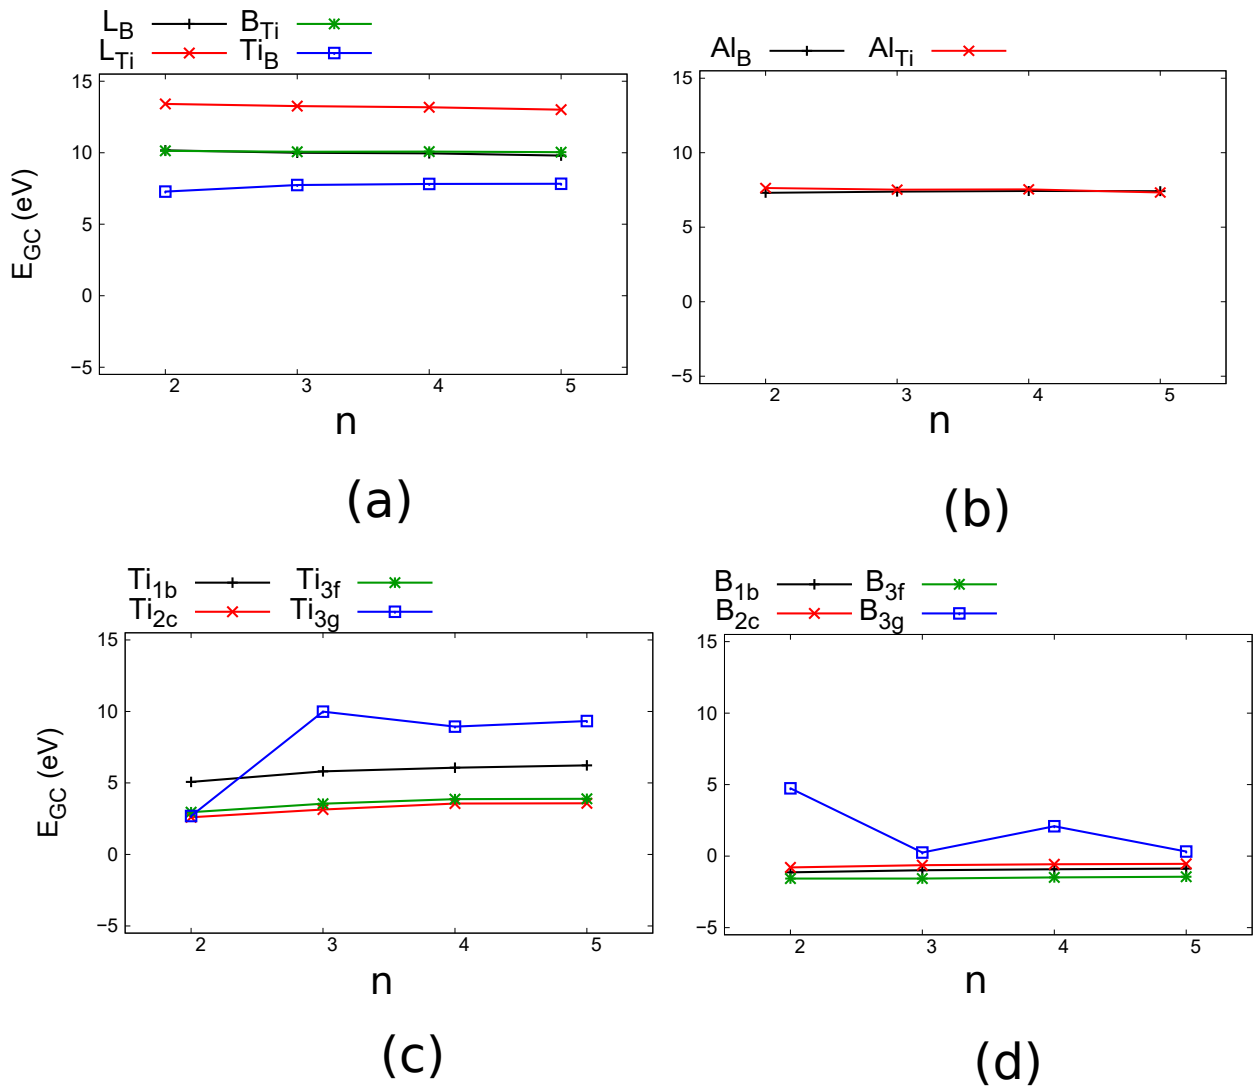 L_B B_Ti
L_Ti Ti_B
15
10
5
0
−5
E_GC (eV)
2 3 4 5
n
(a)
Al_B Al_Ti
15
10
5
0
−5
2 3 4 5
n
(b)
Ti_1b Ti_3f
Ti_2c Ti_3g
15
10
5
0
−5
E_GC (eV)
2 3 4 5
n
(c)
B_1b B_3f
B_2c B_3g
15
10
5
0
−5
2 3 4 5
n
(d)